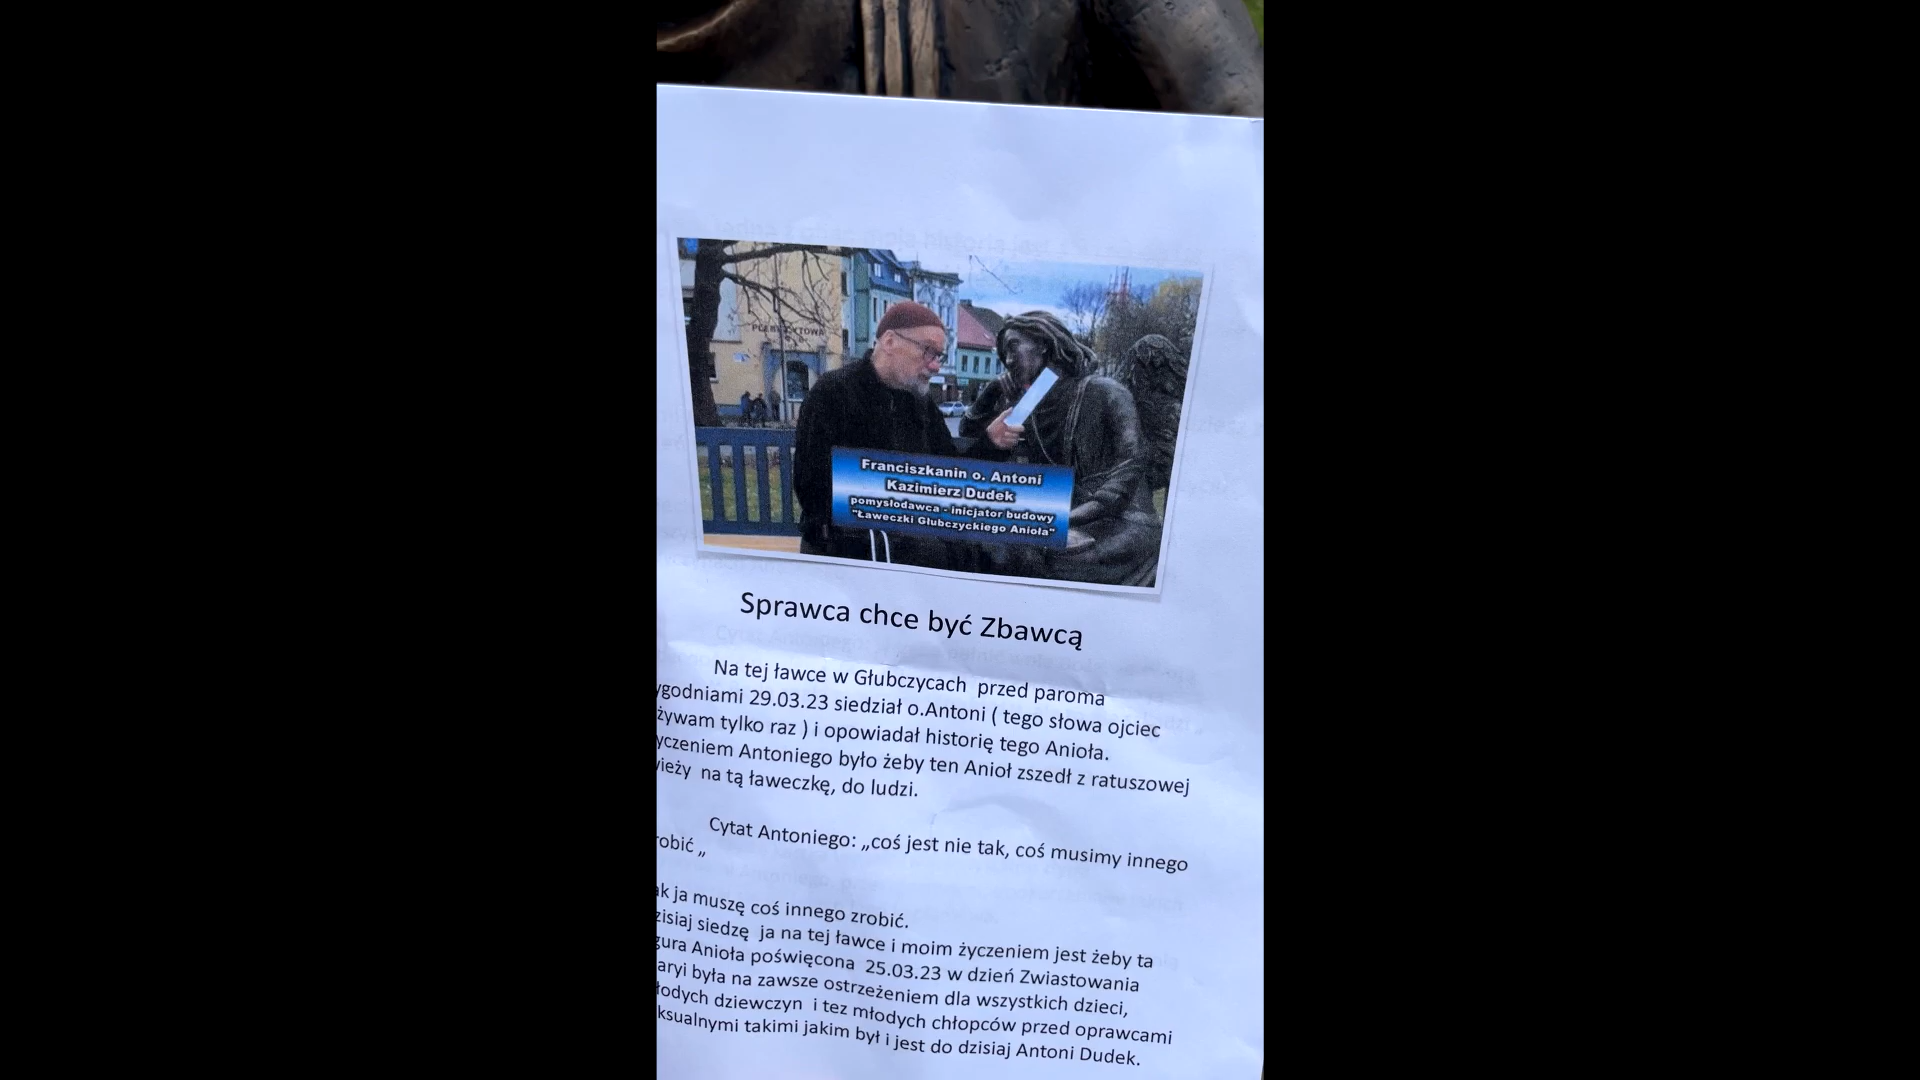 PLEBISCYTOWA
Franciszkanin o. Antoni
Kazimierz Dudek
pomysłodawca - inicjator budowy
"Ławeczki Głubczyckiego Anioła"
Sprawca chce być Zbawcą
Na tej ławce w Głubczycach przed paroma
ygodniami 29.03.23 siedział o.Antoni ( tego słowa ojciec
żywam tylko raz ) i opowiadał historię tego Anioła.
yczeniem Antoniego było żeby ten Anioł zszedł z ratuszowej
ieży na tą ławeczkę, do ludzi.
Cytat Antoniego: „coś jest nie tak, coś musimy innego
robić „
ak ja muszę coś innego zrobić.
zisiaj siedzę ja na tej ławce i moim życzeniem jest żeby ta
gura Anioła poświęcona 25.03.23 w dzień Zwiastowania
aryi była na zawsze ostrzeżeniem dla wszystkich dzieci,
łodych dziewczyn i tez młodych chłopców przed oprawcami
ksualnymi takimi jakim był i jest do dzisiaj Antoni Dudek.